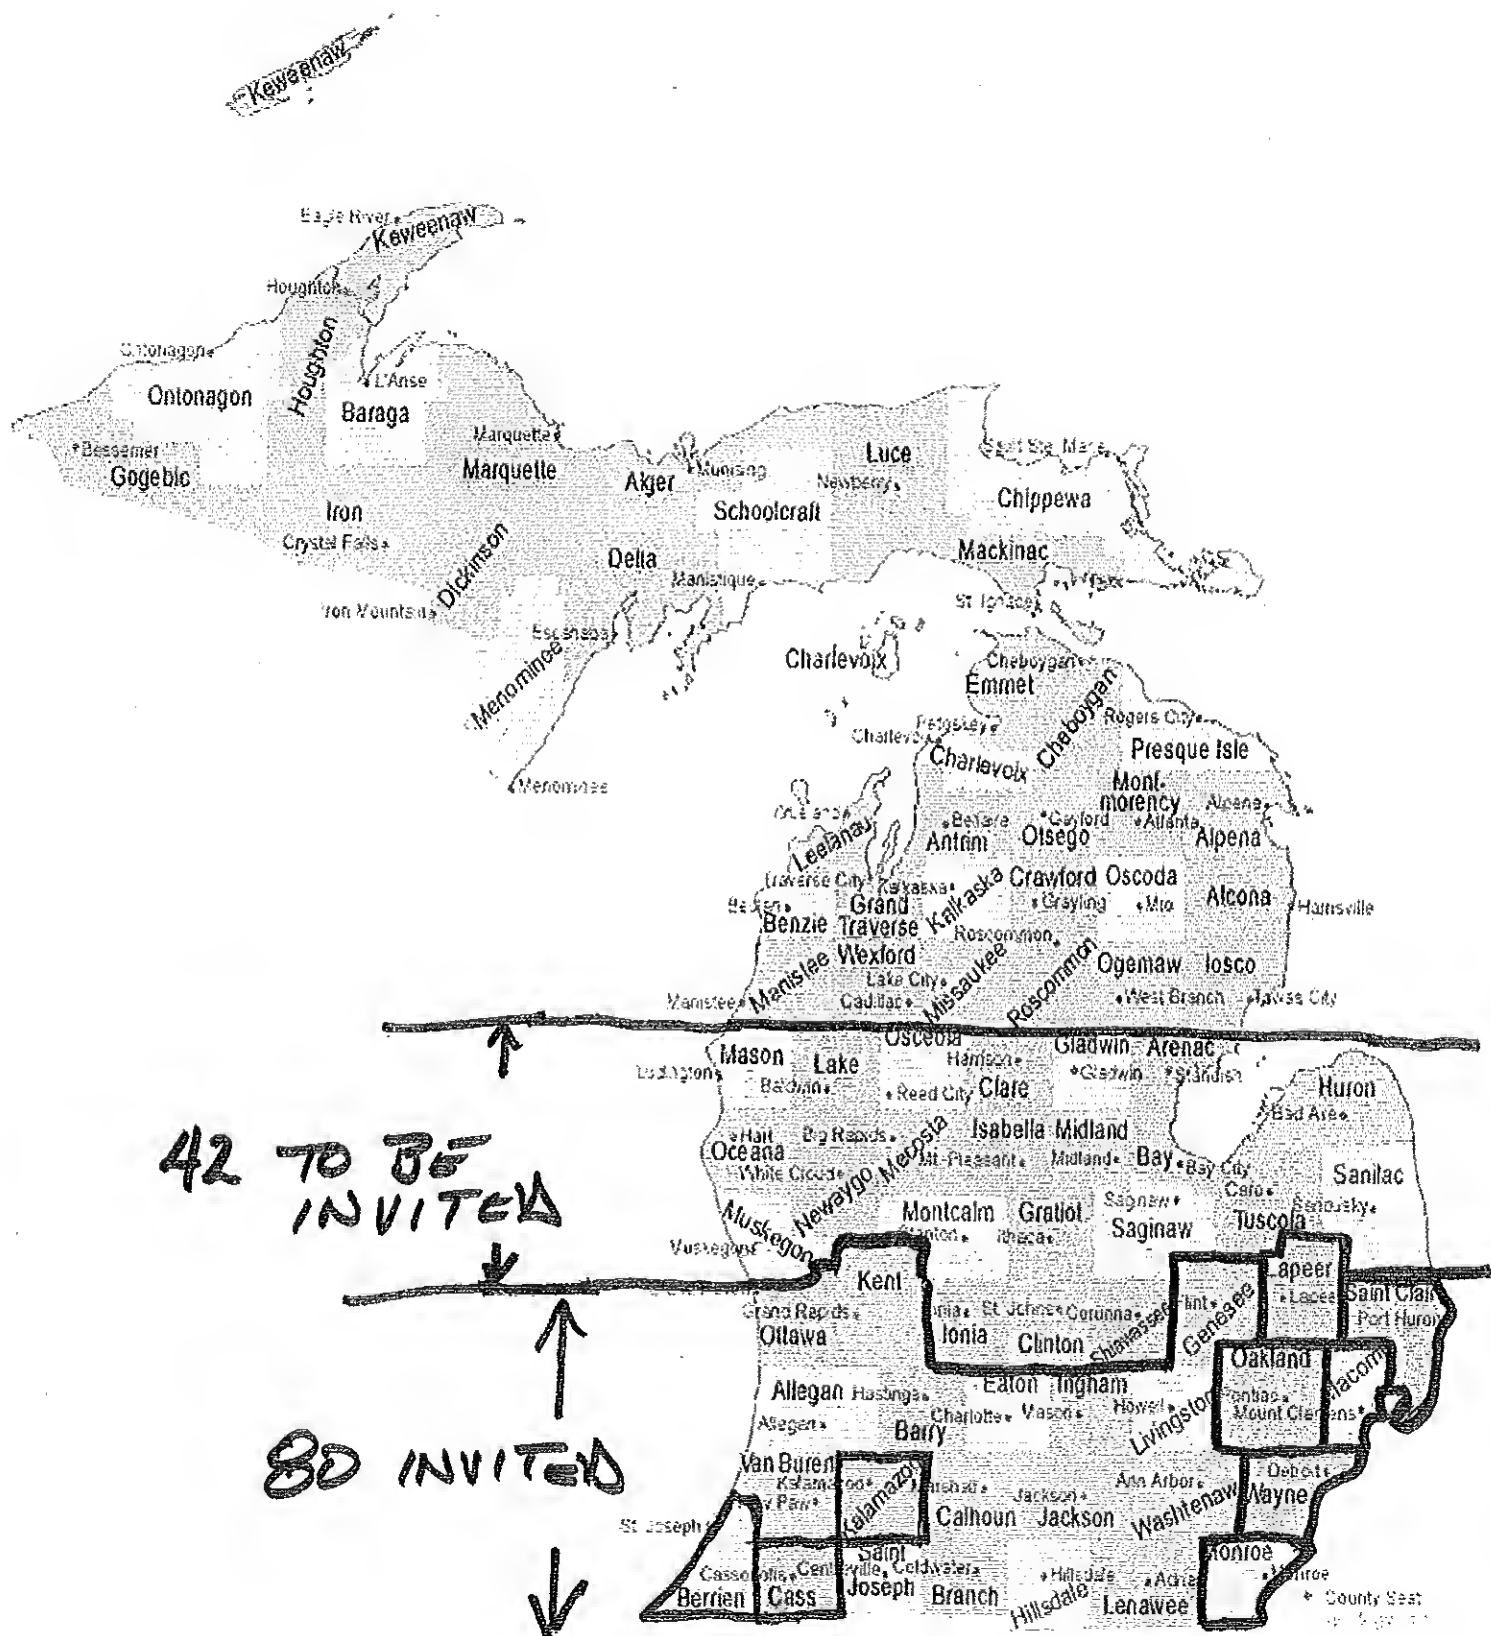 Keweenaw
Eagle River
Keweenaw
Houghton
Houghton
Ontonagon
L'Anse
Baraga
Bessemer
Gogebic
Marquette
Marquette
Alger
Munising
Luce
Newberry
Schoolcraft
Chippewa
Iron
Crystal Falls
Dickinson
Delta
Manistique
Mackinac
St. Ignace
Iron Mountain
Escanaba
Menominee
Menominee
Charlevoix
Cheboygan
Emmet
Cheboygan
Rogers City
Presque Isle
Petoskey
Charlevoix
Charlevoix
Mont-
morency
Alpena
Leelanau
Bellaire
Antrim
Gaylord
Otsego
Atlanta
Alpena
Traverse City
Kalkaska
Kalkaska
Crawford
Grayling
Oscoda
Mio
Alcona
Harrisville
Benzie
Grand
Traverse
Roscommon
Roscommon
Wexford
Lake City
Cadillac
Missaukee
Ogemaw
West Branch
Iosco
Tawas City
Manistee
Manistee
Mason
Lake
Baldwin
Osceola
Reed City
Harrison
Clare
Gladwin
Gladwin
Arenac
Standish
Ludington
Huron
Bad Axe
42 TO BE
INVITED
Hart
Oceana
Big Rapids
White Cloud
Newaygo
Mecosta
Isabella
Mt. Pleasant
Midland
Midland
Bay
Bay City
Caro
Tuscola
Sanilac
Sandusky
Muskegon
Muskegon
Montcalm
Stanton
Gratiot
Ithaca
Saginaw
Saginaw
Kent
Grand Rapids
Ottawa
Ionia
St. Johns
Clinton
Corunna
Shiawassee
Flint
Genesee
Lapeer
Lapeer
Saint Clair
Port Huron
80 INVITED
Allegan
Allegan
Hastings
Barry
Eaton
Charlotte
Ingham
Mason
Howell
Livingston
Oakland
Pontiac
Mount Clemens
Macomb
Van Buren
Kalamazoo
Paw Paw
Kalamazoo
Marshall
Calhoun
Jackson
Jackson
Ann Arbor
Washtenaw
Detroit
Wayne
St. Joseph
Berrien
Cassopolis
Cass
Centreville
Saint
Joseph
Coldwater
Branch
Hillsdale
Hillsdale
Lenawee
Monroe
Monroe
County Seat